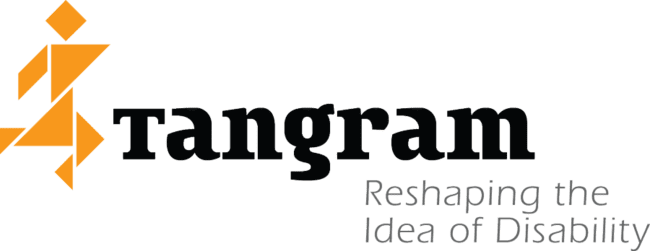 Tangram
Reshaping the
Idea of Disability